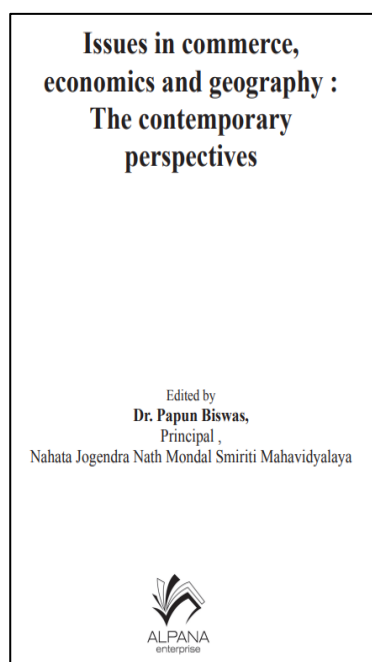 Issues in commerce,
economics and geography :
The contemporary
perspectives
Edited by
Dr. Papun Biswas,
Principal ,
Nahata Jogendra Nath Mondal Smiriti Mahavidyalaya
ALPANA
enterprise